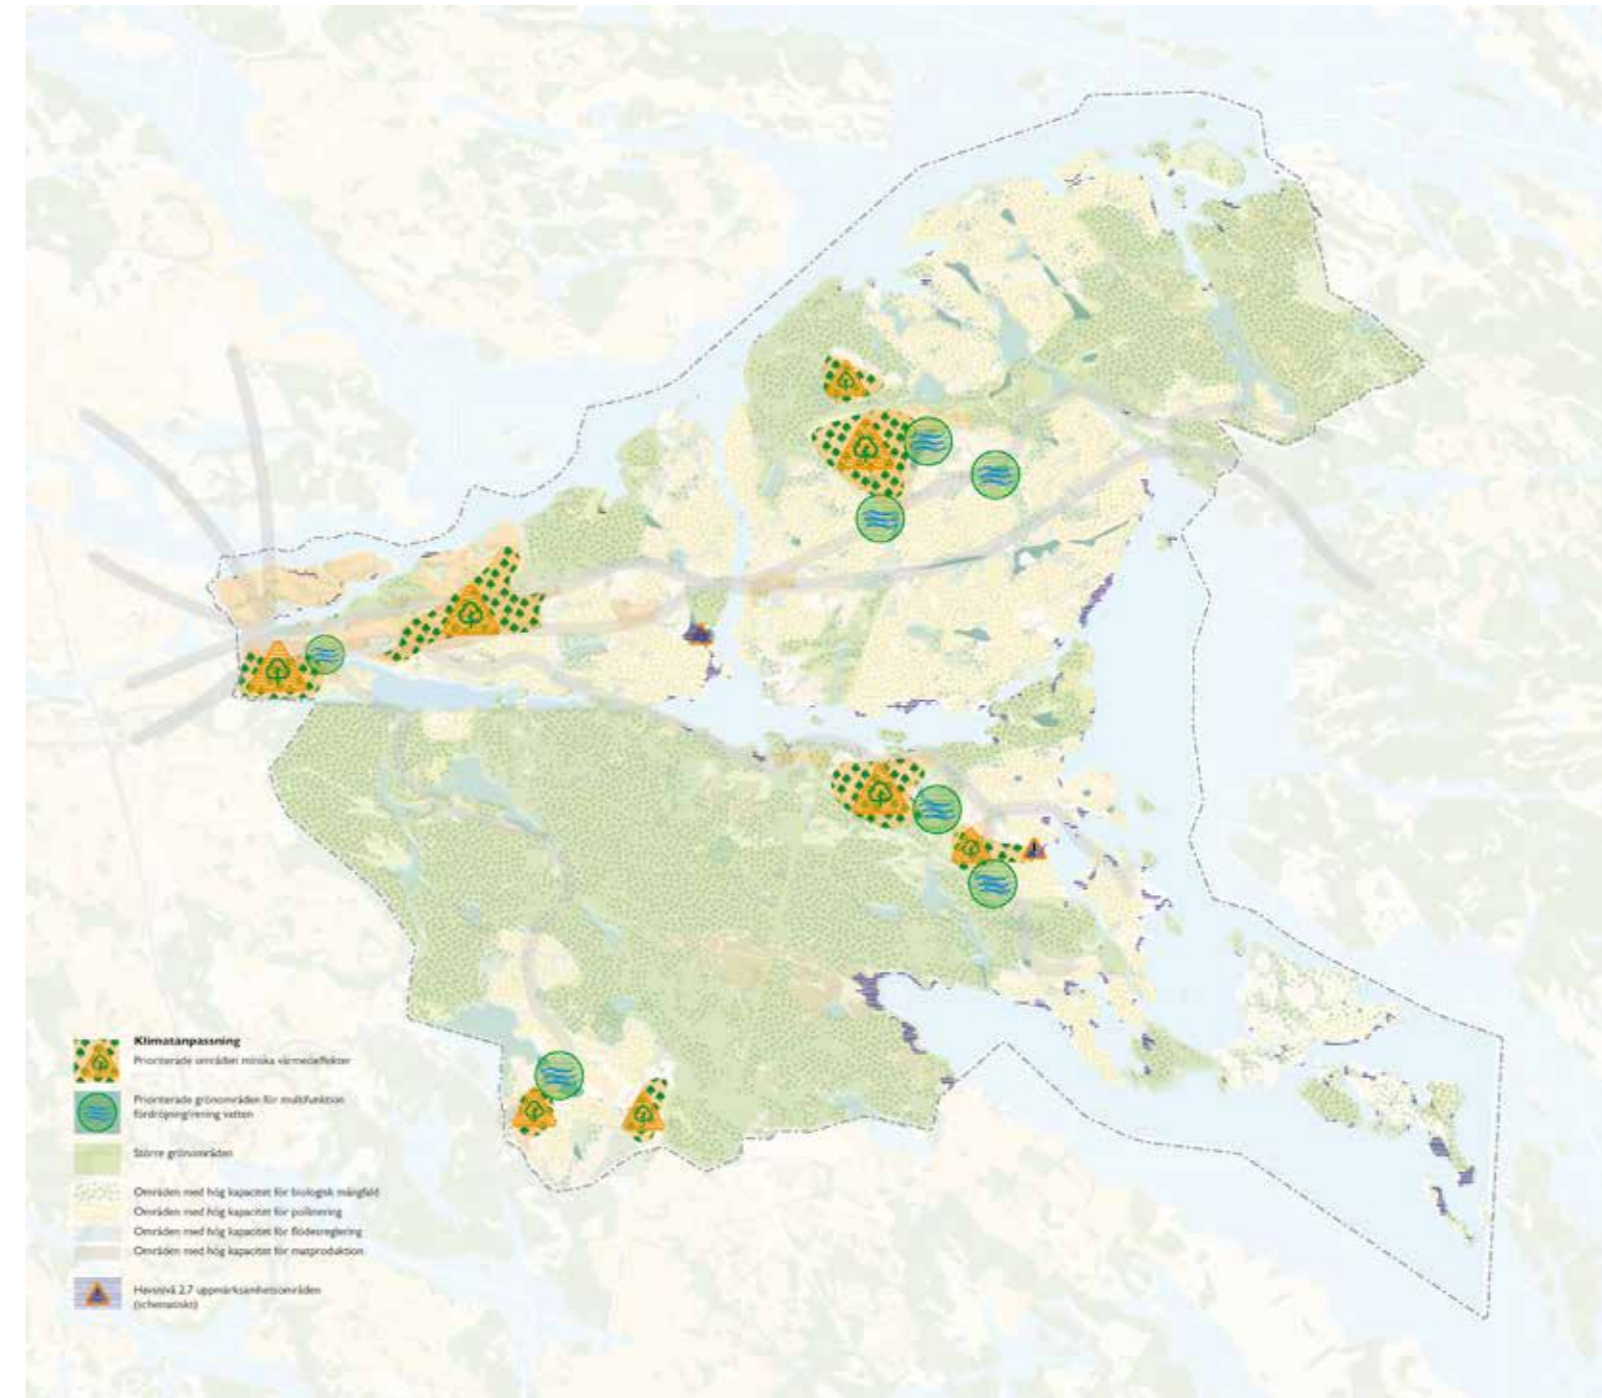 Klimatanpassning
Prioriterade områden minska värmeeffekter
Prioriterade grönområden för multifunktion
fördröjning/rening vatten
Större grönområden
Områden med hög kapacitet för biologisk mångfald
Områden med hög kapacitet för pollinering
Områden med hög kapacitet för flödesreglering
Områden med hög kapacitet för matproduktion
Havsnivå 2.7 uppmärksamhetsområden
(schematiskt)